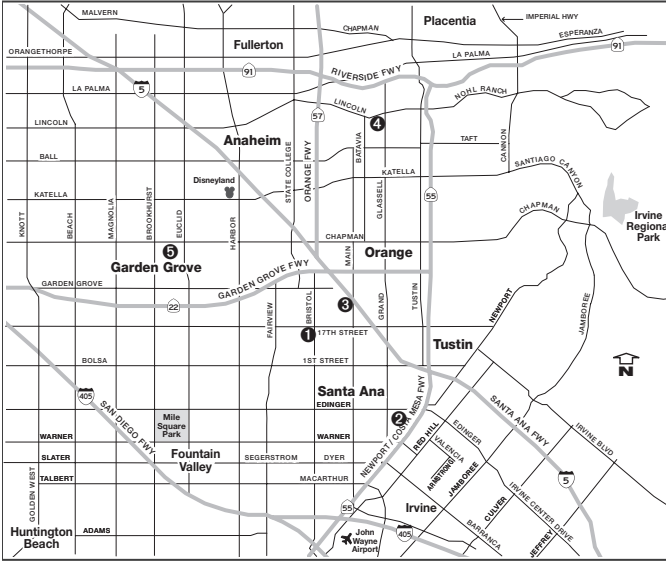 MALVERN
CHAPMAN
Placentia
IMPERIAL HWY
ESPERANZA
Fullerton
ORANGETHORPE
LA PALMA
91
91
RIVERSIDE FWY
LA PALMA
5
NOHL RANCH
LINCOLN
57
4
LINCOLN
Anaheim
TAFT
BALL
STATE COLLEGE
ORANGE FWY
BATAVIA
CANNON
Disneyland
KATELLA
SANTIAGO CANYON
GLASSELL
55
KATELLA
KNOTT
BEACH
MAGNOLIA
BROOKHURST
EUCLID
HARBOR
CHAPMAN
Irvine
Regional
Park
CHAPMAN
MAIN
5
Orange
Garden Grove
GARDEN GROVE FWY
GARDEN GROVE
22
FAIRVIEW
BRISTOL
3
GRAND
TUSTIN
NEWPORT
JAMBOREE
1
17TH STREET
Tustin
BOLSA
1ST STREET
N
405
SAN DIEGO FWY
Santa Ana
EDINGER
NEWPORT / COSTA MESA FWY
SANTA ANA FWY
Mile
Square
Park
2
RED HILL
EDINGER
IRVINE BLVD
WARNER
WARNER
VALENCIA
SLATER
Fountain
Valley
SEGERSTROM
DYER
ARMSTRONG
JAMBOREE
TALBERT
MACARTHUR
5
GOLDEN WEST
CULVER
IRVINE CENTER DRIVE
55
Irvine
Huntington
Beach
ADAMS
John
Wayne
Airport
405
BARRANCA
JEFFREY